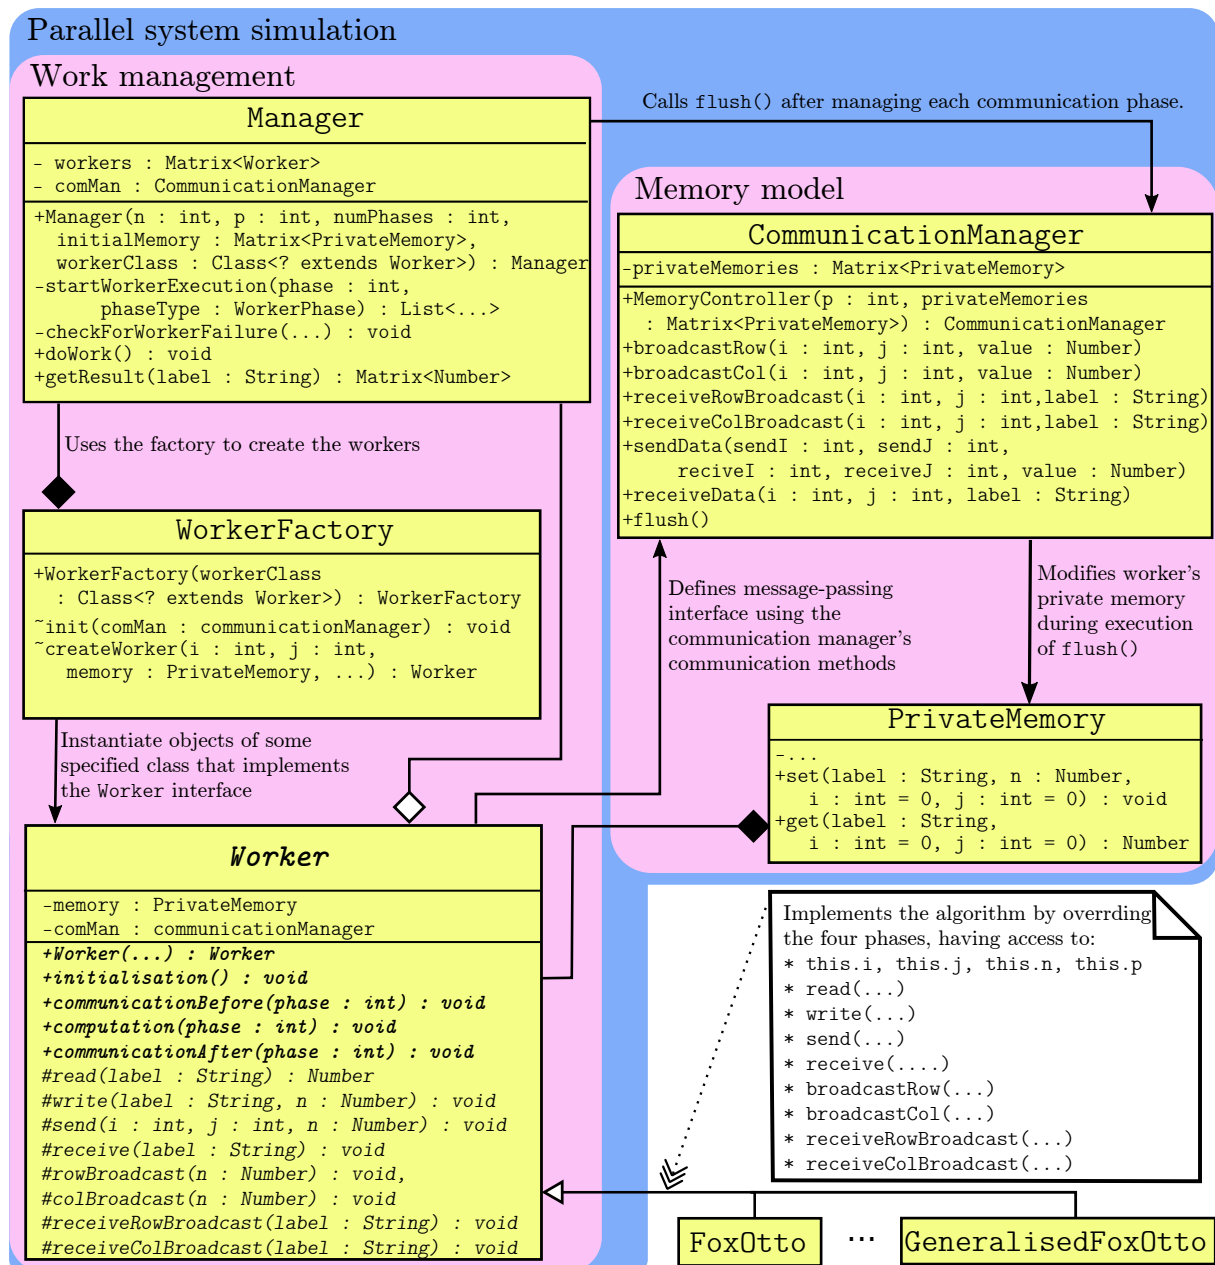 Parallel system simulation
Work management
Manager
- workers : Matrix<Worker>
- comMan : CommunicationManager
+Manager(n : int, p : int, numPhases : int,
initialMemory : Matrix<PrivateMemory>,
workerClass : Class<? extends Worker>) : Manager
-startWorkerExecution(phase : int,
phaseType : WorkerPhase) : List<...>
-checkForWorkerFailure(...) : void
+doWork() : void
+getResult(label : String) : Matrix<Number>
Uses the factory to create the workers
WorkerFactory
+WorkerFactory(workerClass
: Class<? extends Worker>) : WorkerFactory
~init(comMan : communicationManager) : void
~createWorker(i : int, j : int,
memory : PrivateMemory, ...) : Worker
Instantiate objects of some
specified class that implements
the Worker interface
Worker
-memory : PrivateMemory
-comMan : communicationManager
+Worker(...) : Worker
+initialisation() : void
+communicationBefore(phase : int) : void
+computation(phase : int) : void
+communicationAfter(phase : int) : void
#read(label : String) : Number
#write(label : String, n : Number) : void
#send(i : int, j : int, n : Number) : void
#receive(label : String) : void
#rowBroadcast(n : Number) : void,
#colBroadcast(n : Number) : void
#receiveRowBroadcast(label : String) : void
#receiveColBroadcast(label : String) : void
Calls flush() after managing each communication phase.
Memory model
CommunicationManager
-privateMemories : Matrix<PrivateMemory>
+MemoryController(p : int, privateMemories
: Matrix<PrivateMemory>) : CommunicationManager
+broadcastRow(i : int, j : int, value : Number)
+broadcastCol(i : int, j : int, value : Number)
+receiveRowBroadcast(i : int, j : int,label : String)
+receiveColBroadcast(i : int, j : int,label : String)
+sendData(sendI : int, sendJ : int,
reciveI : int, receiveJ : int, value : Number)
+receiveData(i : int, j : int, label : String)
+flush()
Defines message-passing
interface using the
communication manager's
communication methods
Modifies worker's
private memory
during execution
of flush()
PrivateMemory
-...
+set(label : String, n : Number,
i : int = 0, j : int = 0) : void
+get(label : String,
i : int = 0, j : int = 0) : Number
Implements the algorithm by overrding
the four phases, having access to:
* this.i, this.j, this.n, this.p
* read(...)
* write(...)
* send(...)
* receive(....)
* broadcastRow(...)
* broadcastCol(...)
* receiveRowBroadcast(...)
* receiveColBroadcast(...)
FoxOtto ... GeneralisedFoxOtto